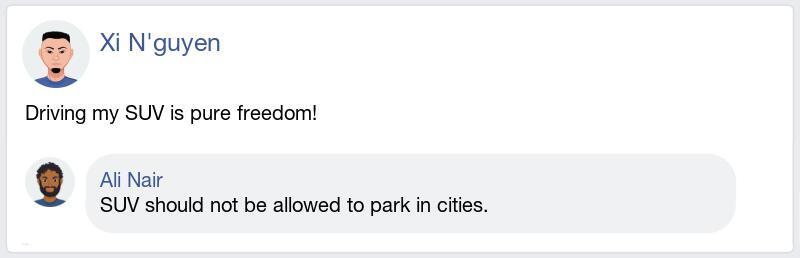 Xi N'guyen
Driving my SUV is pure freedom!
Ali Nair
SUV should not be allowed to park in cities.